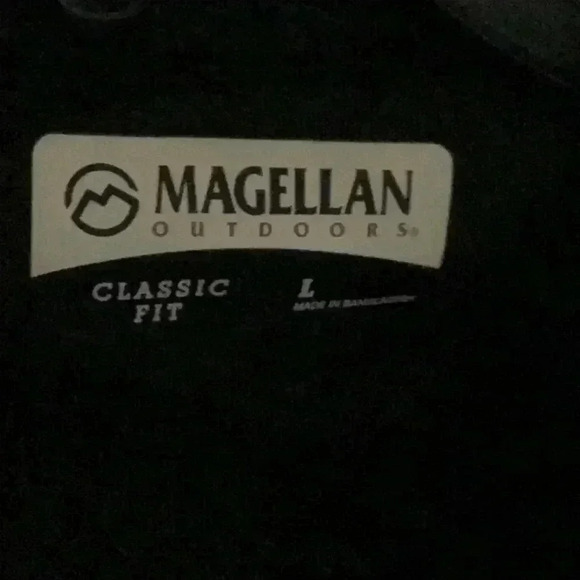 MAGELLAN
OUTDOORS®
CLASSIC
FIT
L
MADE IN BANGLADESH